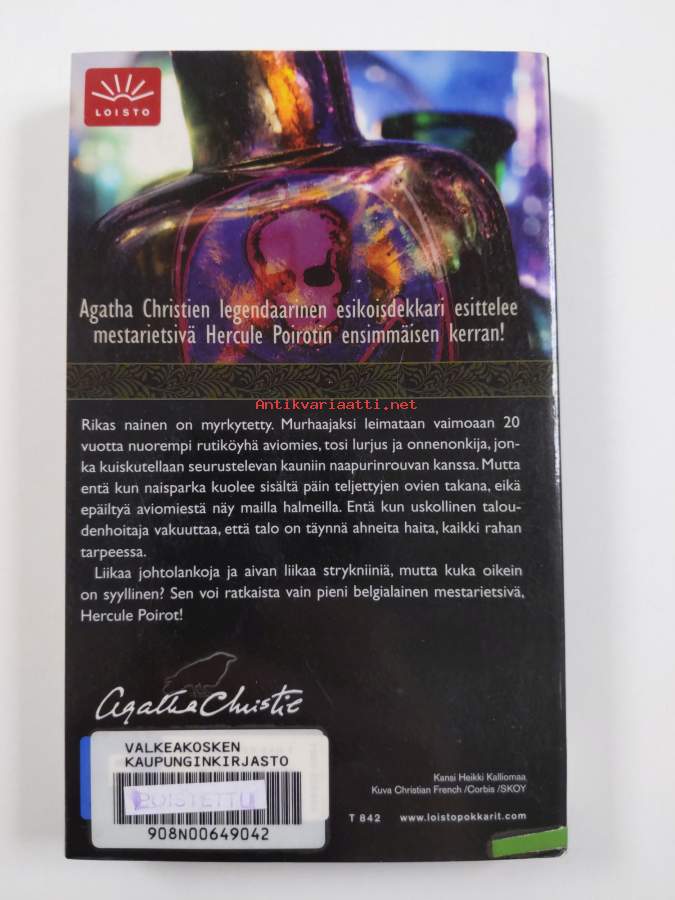 LOISTO
Agatha Christien legendaarinen esikoisdekkari esittelee
mestarietsivä Hercule Poirotin ensimmäisen kerran!
Antikvariaatti.net
Rikas nainen on myrkytetty. Murhaajaksi leimataan vaimoaan 20
vuotta nuorempi rutiköyhä aviomies, tosi lurjus ja onnenonkija, jon-
ka kuiskutellaan seurustelevan kauniin naapurinrouvan kanssa. Mutta
entä kun naisparka kuolee sisältä päin teljettyjen ovien takana, eikä
epäiltyä aviomiestä näy mailla halmeilla. Entä kun uskollinen talou-
denhoitaja vakuuttaa, että talo on täynnä ahneita haita, kaikki rahan
tarpeessa.
Liikaa johtolankoja ja aivan liikaa strykniiniä, mutta kuka oikein
on syyllinen? Sen voi ratkaista vain pieni belgialainen mestarietsivä,
Hercule Poirot!
Agatha Christie
VALKEAKOSKEN
KAUPUNGINKIRJASTO
POISTETTU
908N00649042
Kansi Heikki Kalliomaa
Kuva Christian French /Corbis /SKOY
T 842 www.loistopokkarit.com